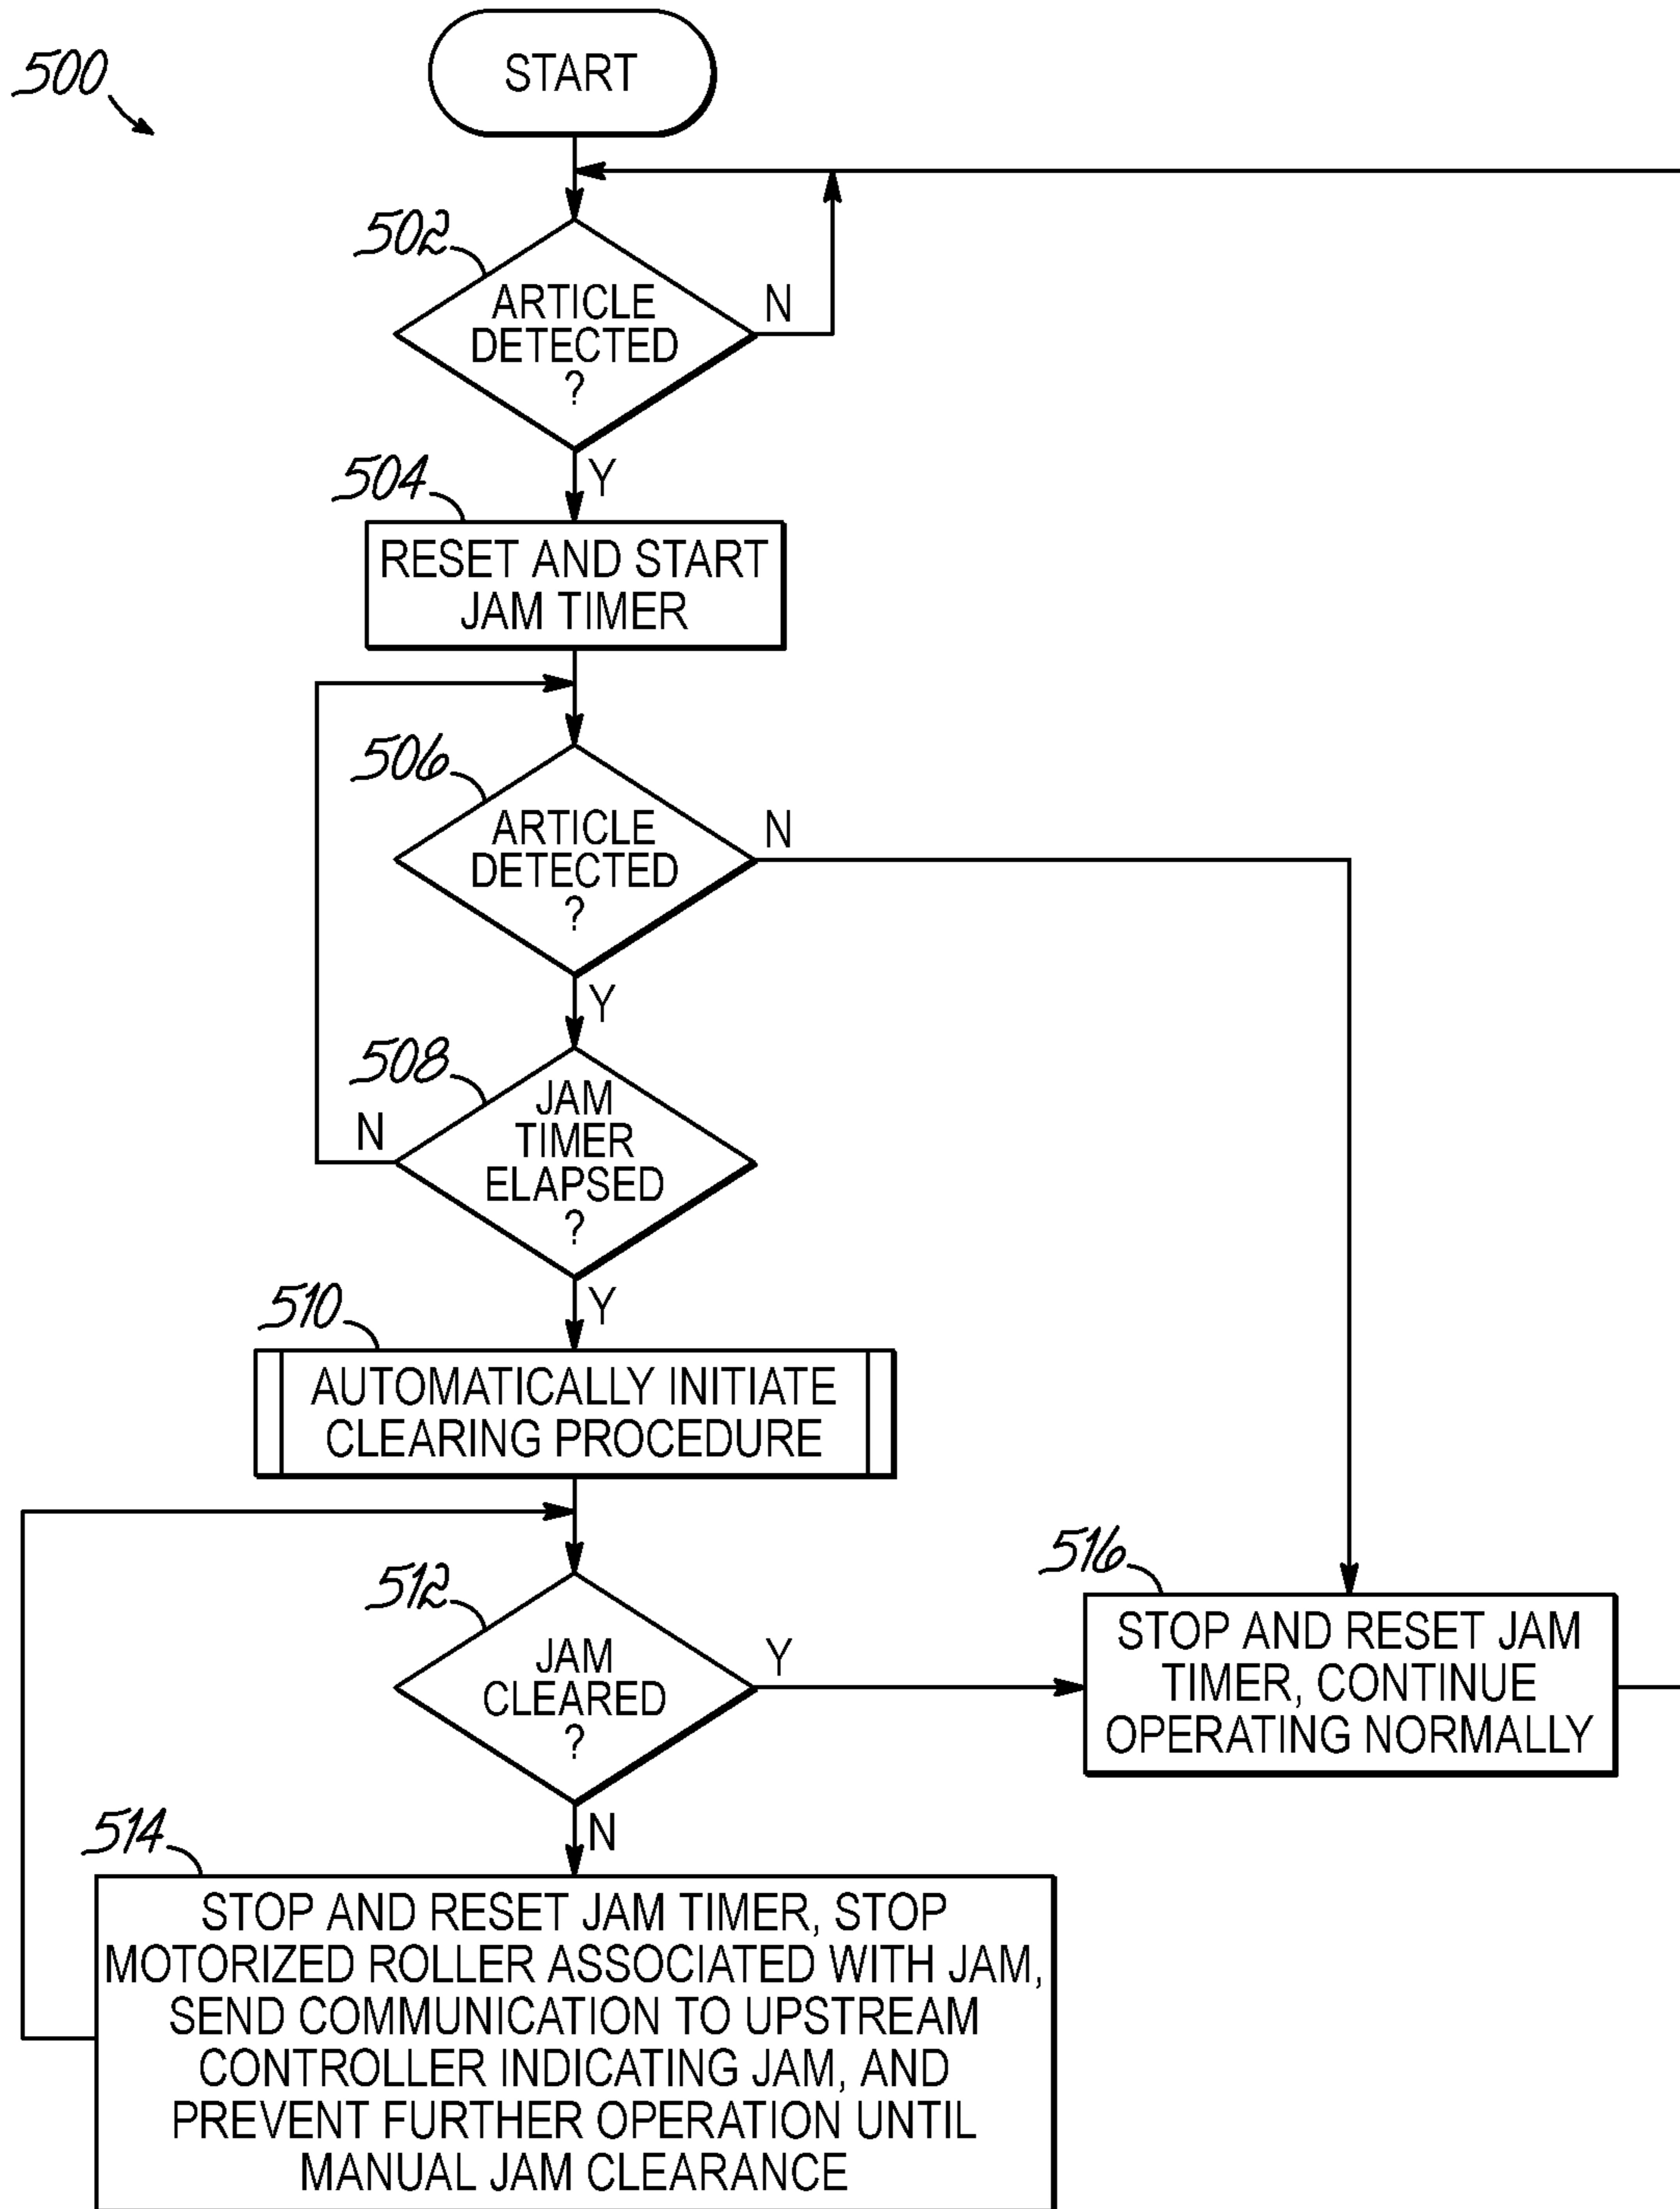 500
START
502
ARTICLE
DETECTED
?
N
Y
504
RESET AND START
JAM TIMER
506
ARTICLE
DETECTED
?
N
Y
508
JAM
TIMER
ELAPSED
?
N
Y
510
AUTOMATICALLY INITIATE
CLEARING PROCEDURE
512
JAM
CLEARED
?
Y
N
516
STOP AND RESET JAM
TIMER, CONTINUE
OPERATING NORMALLY
514
STOP AND RESET JAM TIMER, STOP
MOTORIZED ROLLER ASSOCIATED WITH JAM,
SEND COMMUNICATION TO UPSTREAM
CONTROLLER INDICATING JAM, AND
PREVENT FURTHER OPERATION UNTIL
MANUAL JAM CLEARANCE